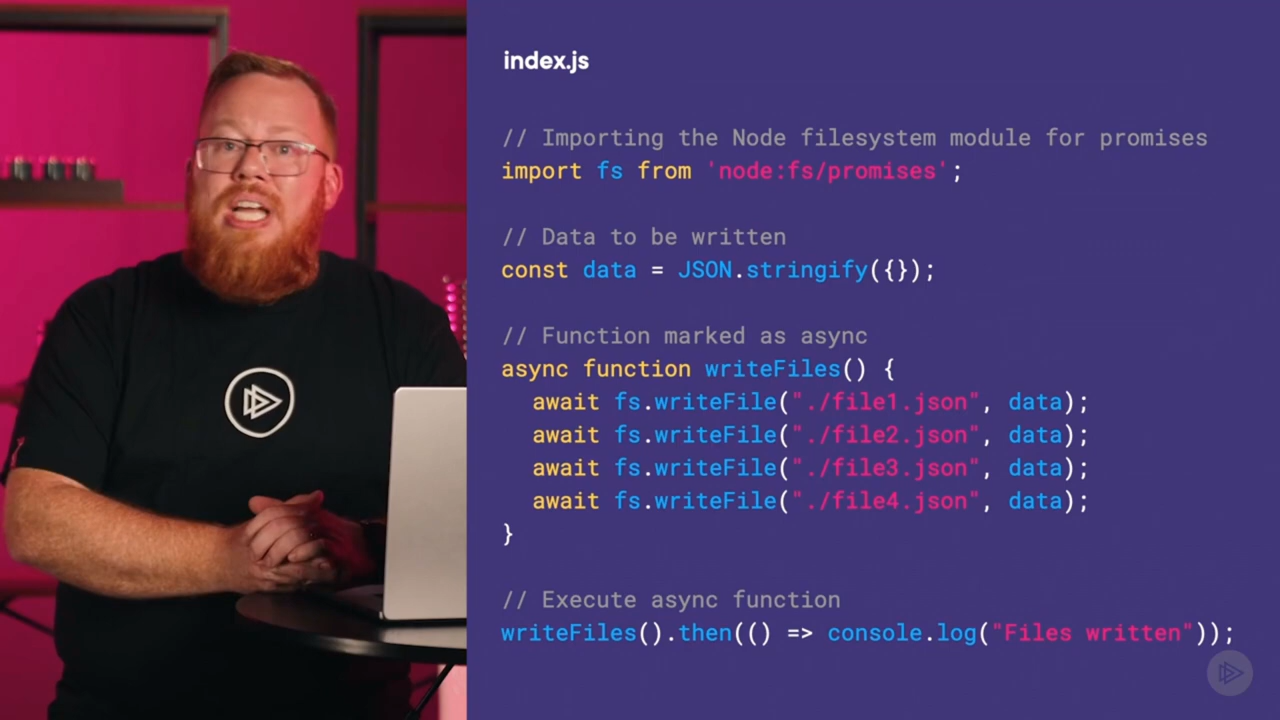 index.js
// Importing the Node filesystem module for promises
import fs from 'node:fs/promises';
// Data to be written
const data = JSON.stringify({});
// Function marked as async
async function writeFiles() {
await fs.writeFile("./file1.json", data);
await fs.writeFile("./file2.json", data);
await fs.writeFile("./file3.json", data);
await fs.writeFile("./file4.json", data);
}
// Execute async function
writeFiles().then(() => console.log("Files written"));